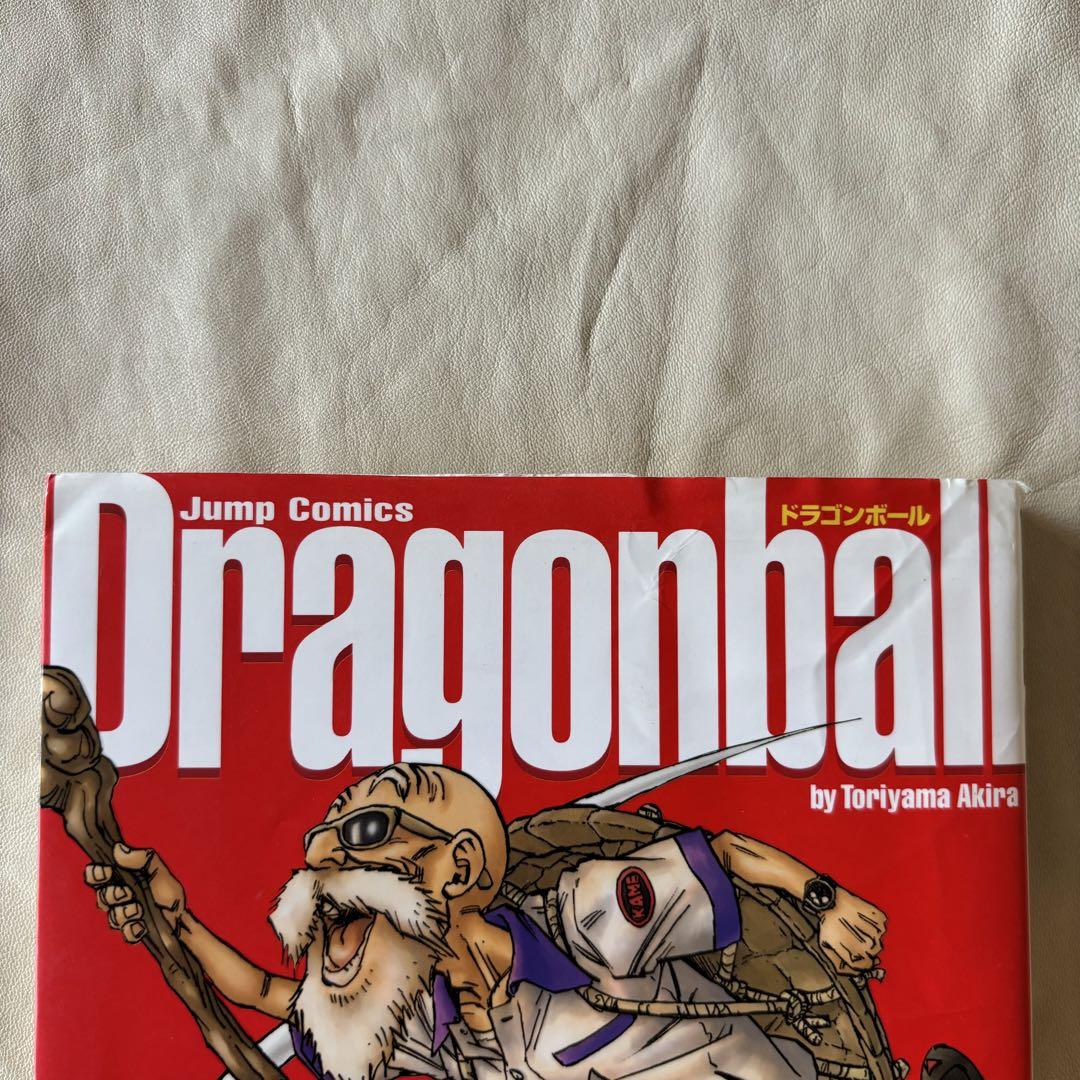 Jump Comics
ドラゴンボール
Dragonball
by Toriyama Akira
KAME